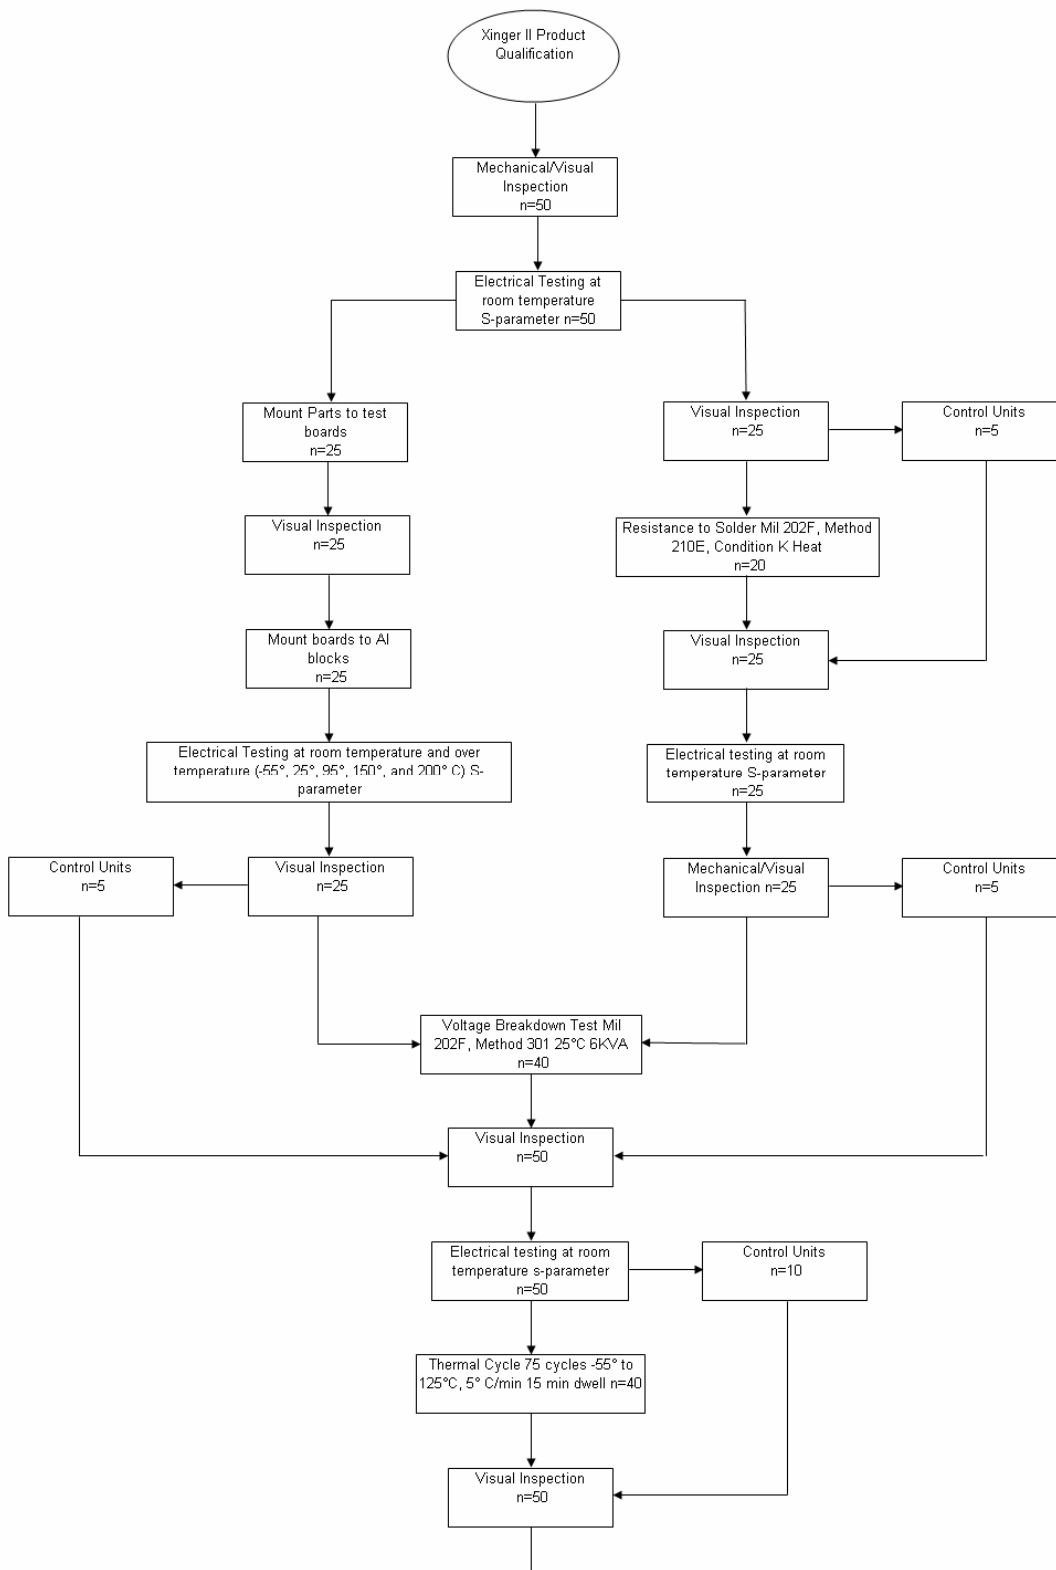 Xinger II Product
Qualification
Mechanical/Visual
Inspection
n=50
Electrical Testing at
room temperature
S-parameter n=50
Mount Parts to test
boards
n=25
Visual Inspection
n=25
Control Units
n=5
Visual Inspection
n=25
Resistance to Solder Mil 202F, Method
210E, Condition K Heat
n=20
Mount boards to Al
blocks
n=25
Visual Inspection
n=25
Electrical Testing at room temperature and over
temperature (-55°, 25°, 95°, 150°, and 200° C) S-
parameter
Electrical testing at room
temperature S-parameter
n=25
Control Units
n=5
Visual Inspection
n=25
Mechanical/Visual
Inspection n=25
Control Units
n=5
Voltage Breakdown Test Mil
202F, Method 301 25°C 6KVA
n=40
Visual Inspection
n=50
Electrical testing at room
temperature s-parameter
n=50
Control Units
n=10
Thermal Cycle 75 cycles -55° to
125°C, 5° C/min 15 min dwell n=40
Visual Inspection
n=50